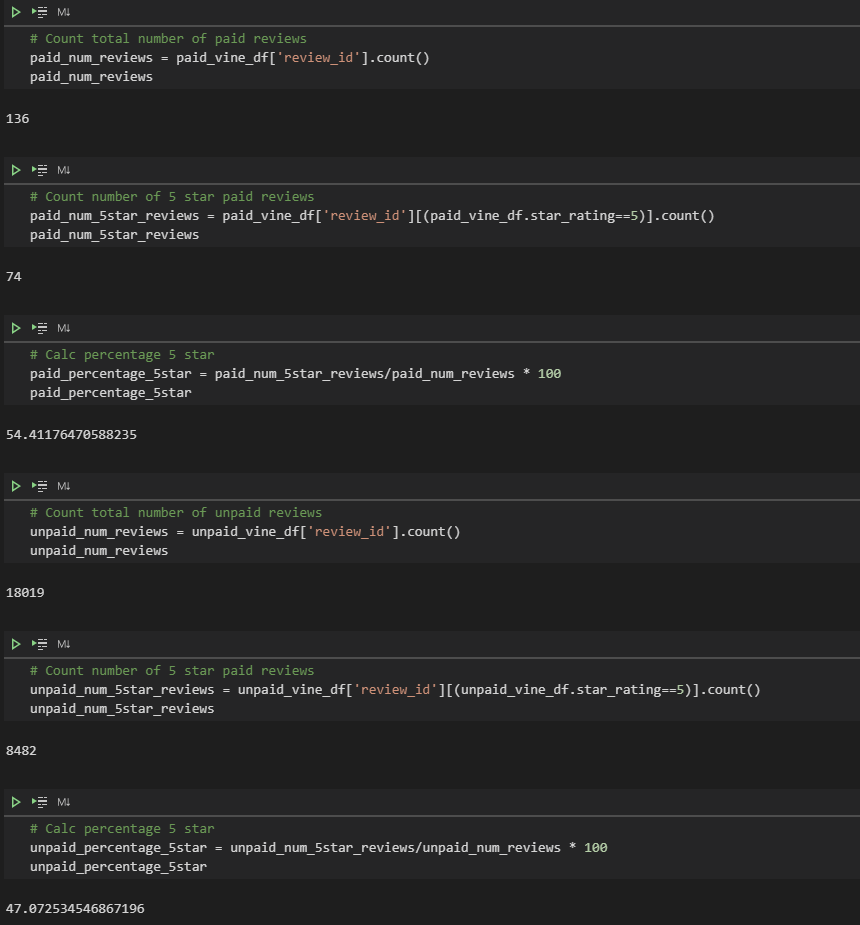 M↓
# Count total number of paid reviews
paid_num_reviews = paid_vine_df['review_id'].count()
paid_num_reviews
136
M↓
# Count number of 5 star paid reviews
paid_num_5star_reviews = paid_vine_df['review_id'][(paid_vine_df.star_rating==5)].count()
paid_num_5star_reviews
74
M↓
# Calc percentage 5 star
paid_percentage_5star = paid_num_5star_reviews/paid_num_reviews * 100
paid_percentage_5star
54.41176470588235
M↓
# Count total number of unpaid reviews
unpaid_num_reviews = unpaid_vine_df['review_id'].count()
unpaid_num_reviews
18019
M↓
# Count number of 5 star paid reviews
unpaid_num_5star_reviews = unpaid_vine_df['review_id'][(unpaid_vine_df.star_rating==5)].count()
unpaid_num_5star_reviews
8482
M↓
# Calc percentage 5 star
unpaid_percentage_5star = unpaid_num_5star_reviews/unpaid_num_reviews * 100
unpaid_percentage_5star
47.072534546867196